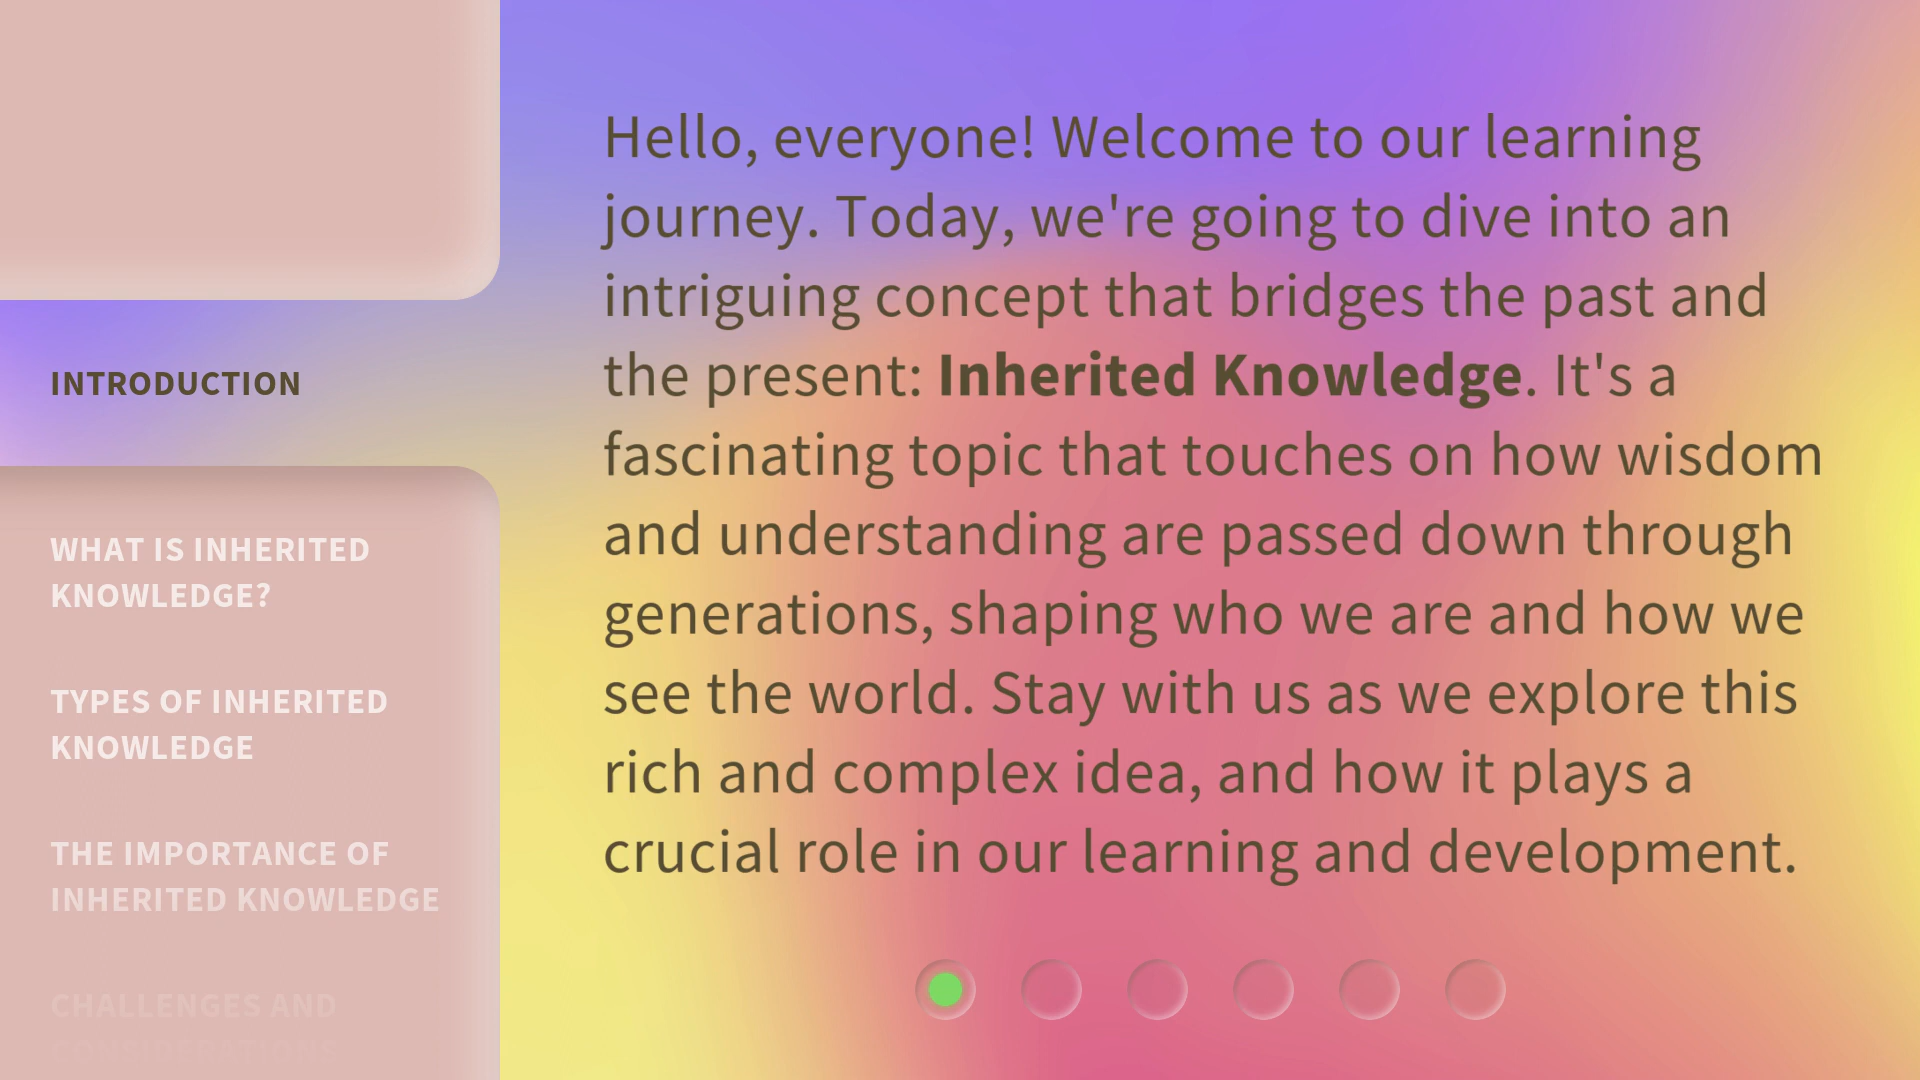 INTRODUCTION
WHAT IS INHERITED
KNOWLEDGE?
TYPES OF INHERITED
KNOWLEDGE
THE IMPORTANCE OF
INHERITED KNOWLEDGE
CHALLENGES AND
CONSIDERATIONS
Hello, everyone! Welcome to our learning
journey. Today, we're going to dive into an
intriguing concept that bridges the past and
the present: Inherited Knowledge. It's a
fascinating topic that touches on how wisdom
and understanding are passed down through
generations, shaping who we are and how we
see the world. Stay with us as we explore this
rich and complex idea, and how it plays a
crucial role in our learning and development.